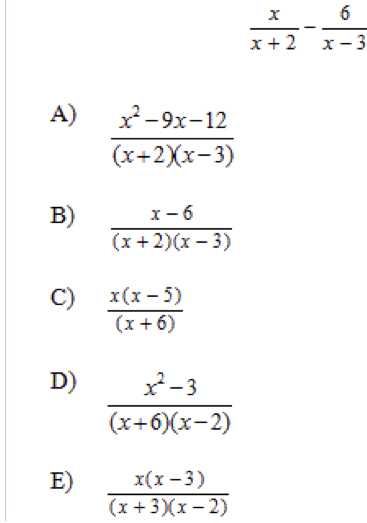 x/(x + 2) − 6/(x − 3)
A) (x² − 9x − 12)/((x+2)(x−3))
B) (x − 6)/((x + 2)(x − 3))
C) x(x − 5)/(x + 6)
D) (x² − 3)/((x+6)(x−2))
E) x(x − 3)/((x + 3)(x − 2))